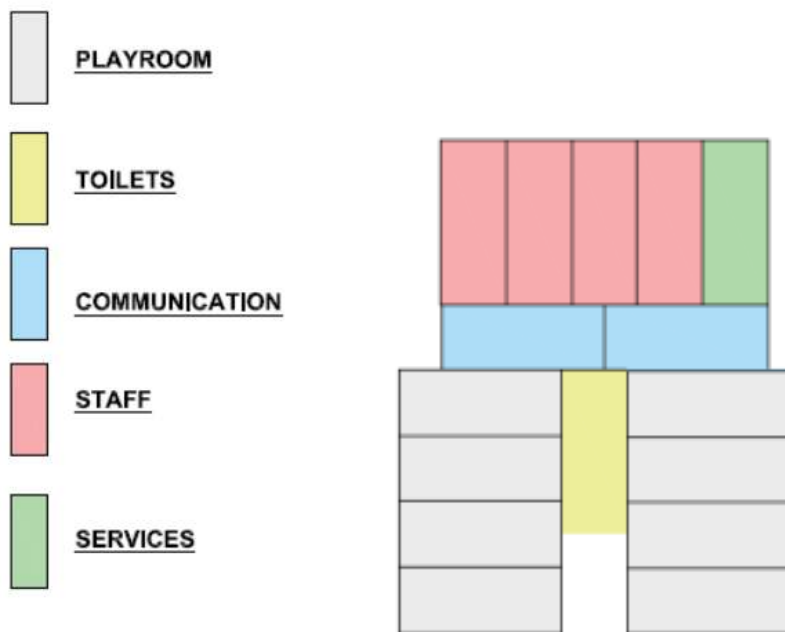 PLAYROOM
TOILETS
COMMUNICATION
STAFF
SERVICES